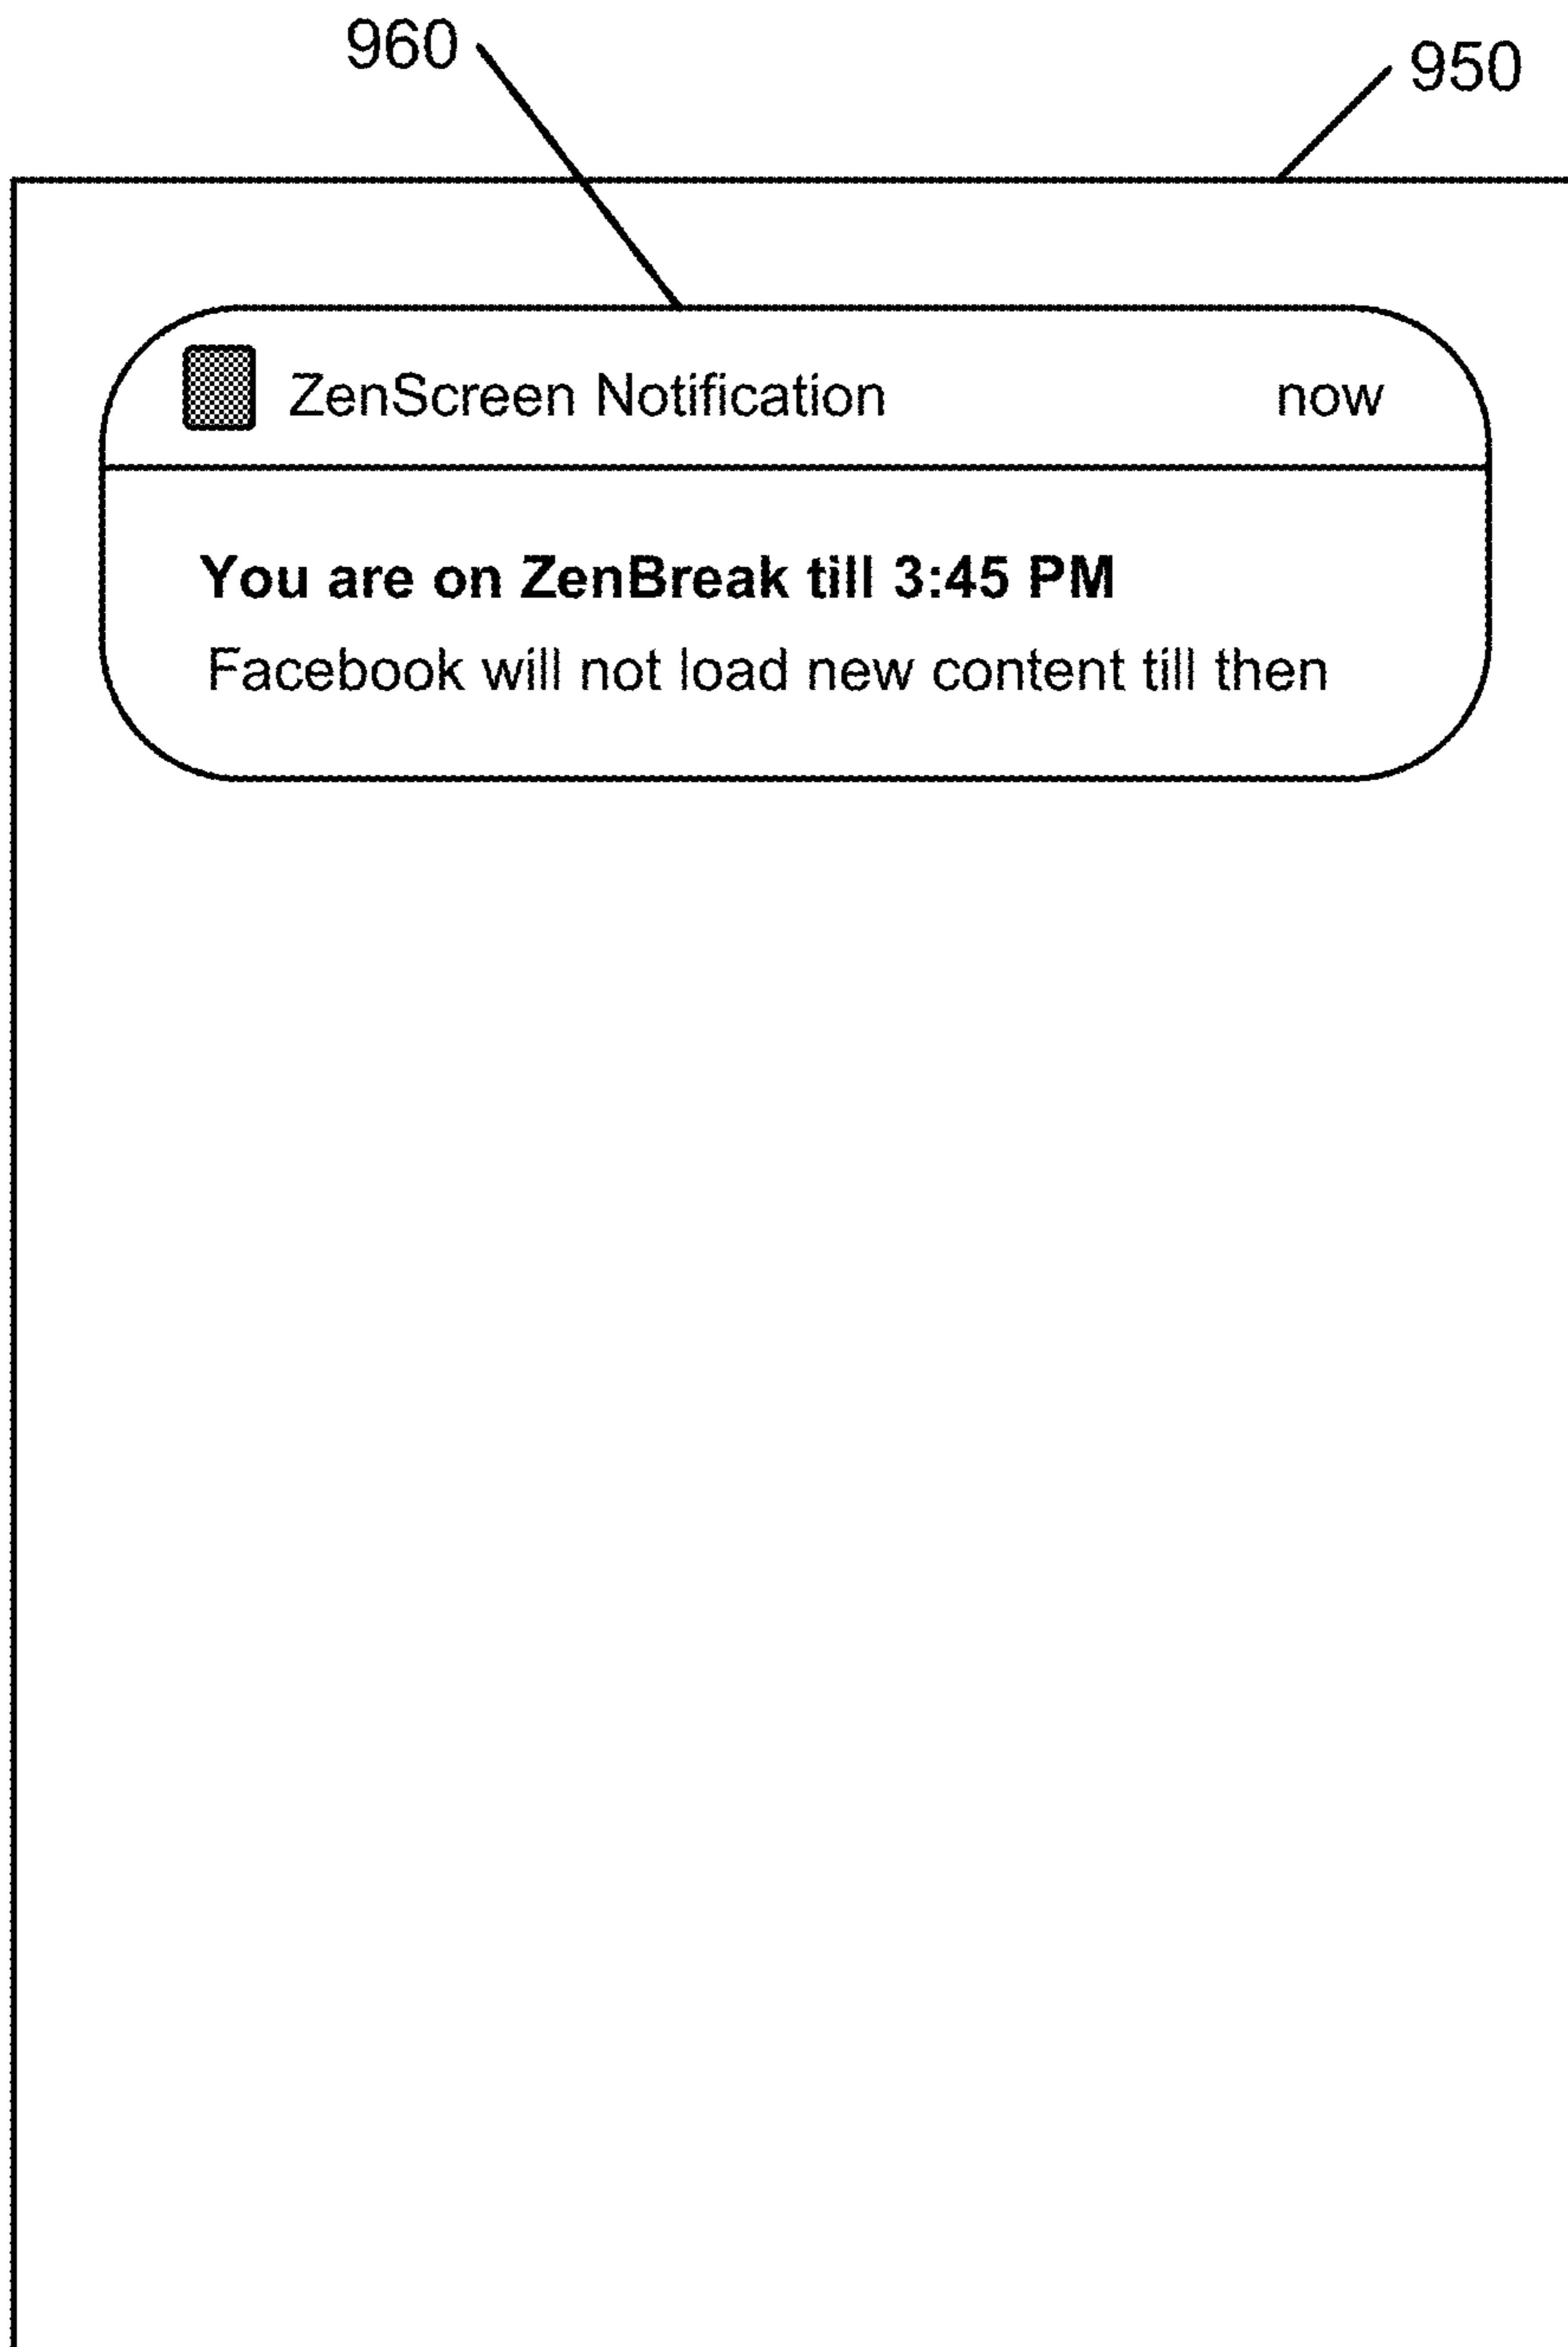 960
950
ZenScreen Notification now
You are on ZenBreak till 3:45 PM
Facebook will not load new content till then